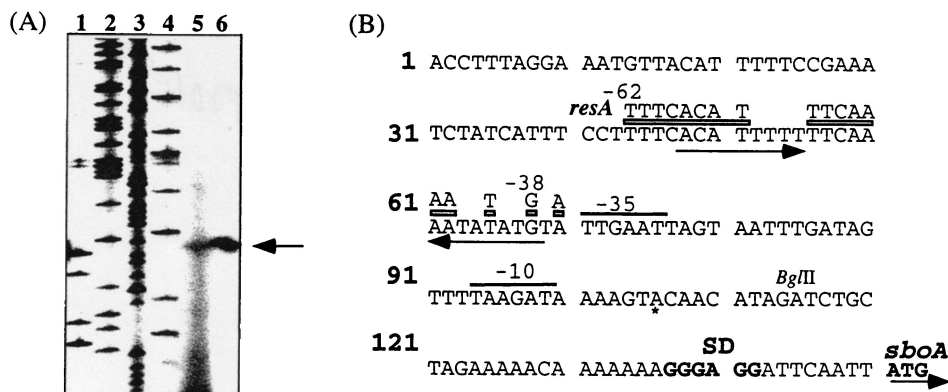 (A)
1 2 3 4 5 6
(B)
1 ACCTTTAGGA AATGTTACAT TTTTCCGAAA
resA -62 TTTCACA T TTCAA
31 TCTATCATTT CCTTTTCACA TTTTTTTCAA
-38
AA T G A -35
61 AATATATGTA TTGAATTAGT AATTTGATAG
-10 BglII
91 TTTTAAGATA AAAGTACAAC ATAGATCTGC
*
SD sboA
121 TAGAAAAACA AAAAAAGGGA GGATTCAATT ATG